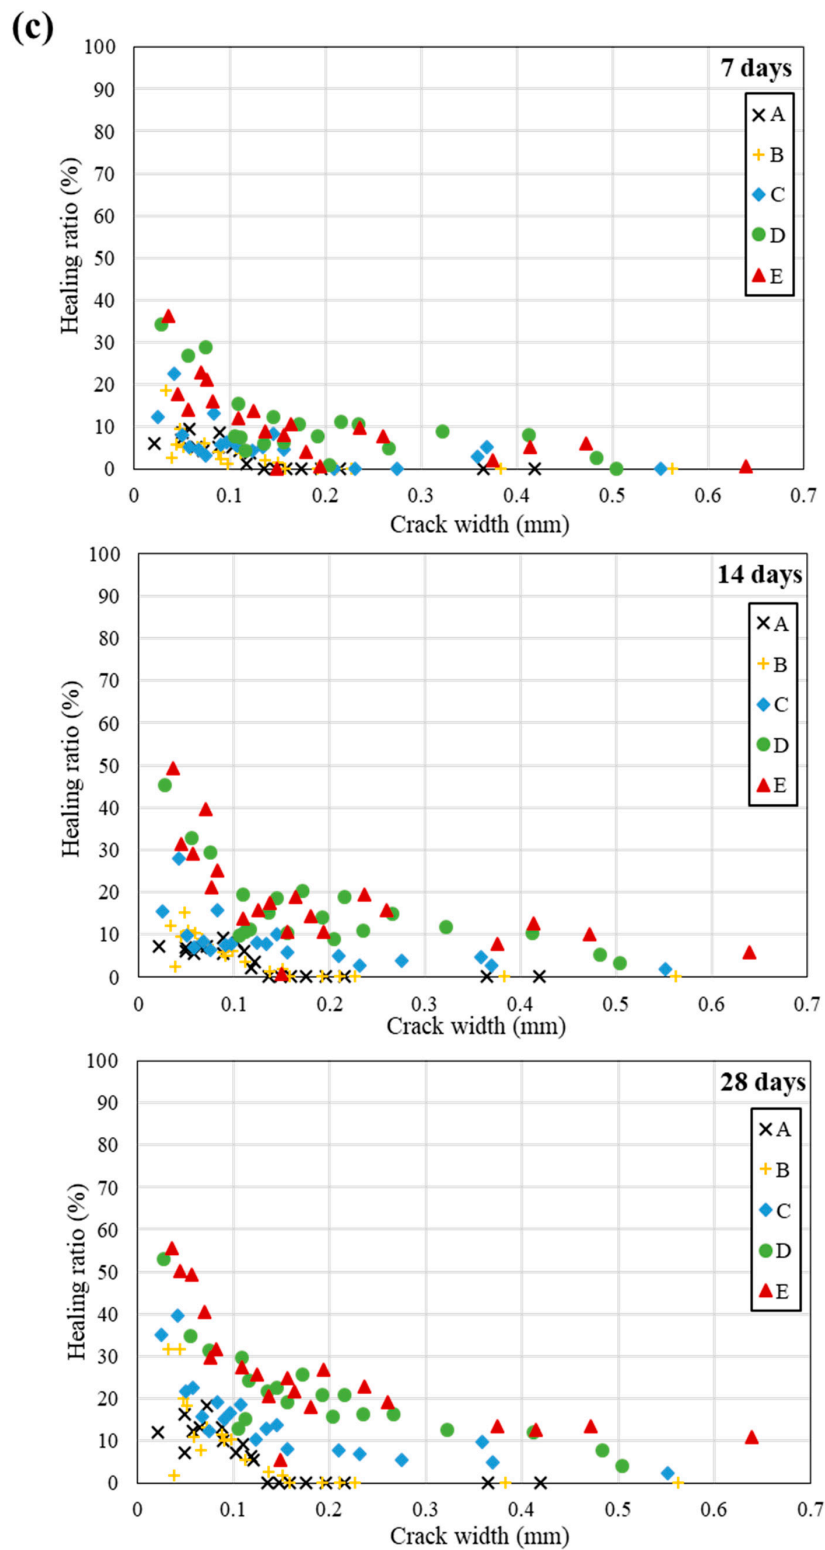 (c)
7 days
100
90
80
70
60
50
40
30
20
10
0
Healing ratio (%)
A
B
C
D
E
0 0.1 0.2 0.3 0.4 0.5 0.6 0.7
Crack width (mm)
14 days
100
90
80
70
60
50
40
30
20
10
0
Healing ratio (%)
A
B
C
D
E
0 0.1 0.2 0.3 0.4 0.5 0.6 0.7
Crack width (mm)
28 days
100
90
80
70
60
50
40
30
20
10
0
Healing ratio (%)
A
B
C
D
E
0 0.1 0.2 0.3 0.4 0.5 0.6 0.7
Crack width (mm)